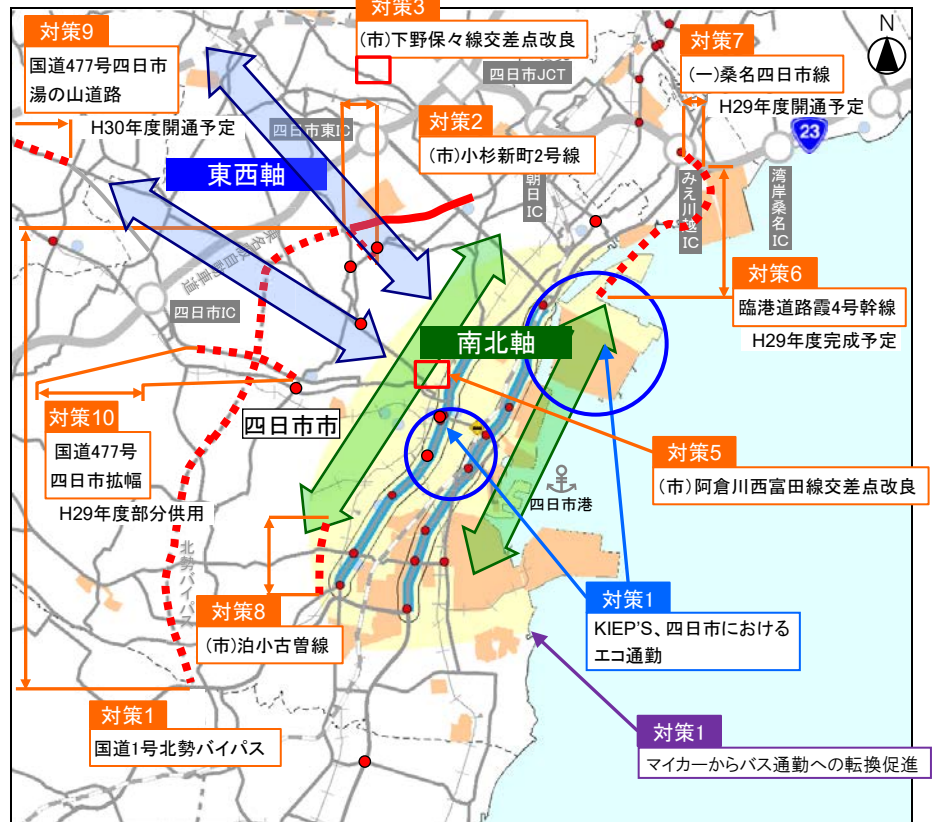 対策9
国道477号四日市
湯の山道路
H30年度開通予定
対策3
(市)下野保々線交差点改良
四日市JCT
対策7
(一)桑名四日市線
H29年度開通予定
N
23
四日市東IC
対策2
(市)小杉新町2号線
東西軸
朝日IC
みえ川越IC
湾岸桑名IC
東名阪自動車道
四日市IC
対策6
臨港道路霞4号幹線
H29年度完成予定
南北軸
対策10
国道477号
四日市拡幅
H29年度部分供用
四日市市
対策5
(市)阿倉川西富田線交差点改良
四日市港
北勢バイパス
対策8
(市)泊小古曽線
対策1
KIEP'S、四日市における
エコ通勤
対策1
国道1号北勢バイパス
対策1
マイカーからバス通勤への転換促進